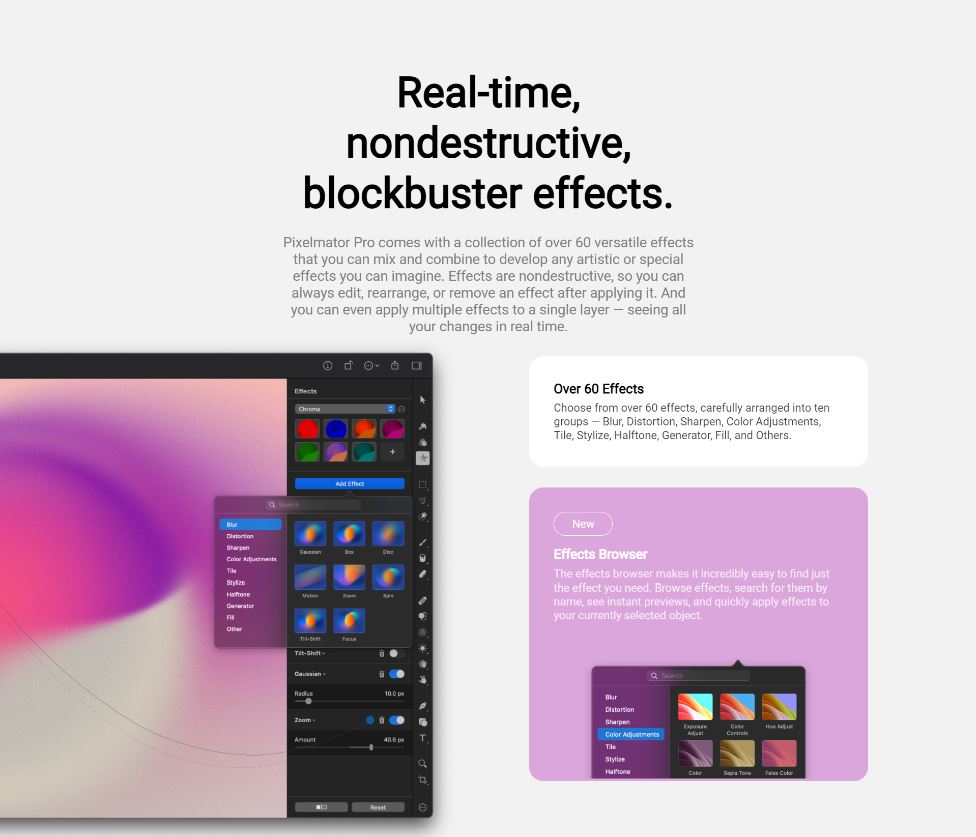 Real-time,
nondestructive,
blockbuster effects.
Pixelmator Pro comes with a collection of over 60 versatile effects
that you can mix and combine to develop any artistic or special
effects you can imagine. Effects are nondestructive, so you can
always edit, rearrange, or remove an effect after applying it. And
you can even apply multiple effects to a single layer — seeing all
your changes in real time.
Effects
Chroma
Add Effect
Search
Blur
Distortion
Sharpen
Color Adjustments
Tile
Stylize
Halftone
Generator
Fill
Other
Gaussian
Box
Disc
Motion
Zoom
Spin
Tilt-Shift
Focus
Tilt-Shift
Gaussian
Radius 10.0 px
Zoom
Amount 40.6 px
Reset
Over 60 Effects
Choose from over 60 effects, carefully arranged into ten
groups — Blur, Distortion, Sharpen, Color Adjustments,
Tile, Stylize, Halftone, Generator, Fill, and Others.
New
Effects Browser
The effects browser makes it incredibly easy to find just
the effect you need. Browse effects, search for them by
name, see instant previews, and quickly apply effects to
your currently selected object.
Search
Blur
Distortion
Sharpen
Color Adjustments
Tile
Stylize
Halftone
Exposure
Adjust
Color
Controls
Hue Adjust
Color
Sepia Tone
False Color